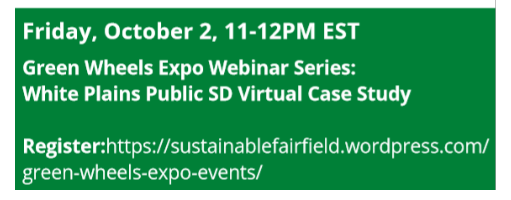 Friday, October 2, 11-12PM EST
Green Wheels Expo Webinar Series:
White Plains Public SD Virtual Case Study
Register:https://sustainablefairfield.wordpress.com/
green-wheels-expo-events/